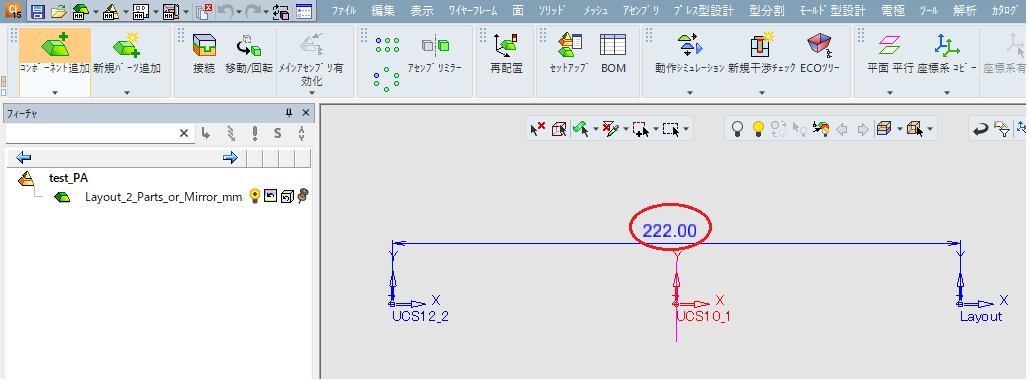 15
ﾌｧｲﾙ 編集 表示 ﾜｲﾔｰﾌﾚｰﾑ 面 ｿﾘｯﾄﾞ ﾒｯｼｭ ｱｾﾝﾌﾞﾘ ﾌﾟﾚｽ型設計 型分割 ﾓｰﾙﾄﾞ型設計 電極 ﾂｰﾙ 解析 ｶﾀﾛｸﾞ
ｺﾝﾎﾟｰﾈﾝﾄ追加 新規ﾊﾟｰﾂ追加 接続 移動/回転 ﾒｲﾝｱｾﾝﾌﾞﾘ有
効化
ｱｾﾝﾌﾞﾘﾐﾗｰ 再配置 ｾｯﾄｱｯﾌﾟ BOM 動作ｼﾐｭﾚｰｼｮﾝ 新規干渉ﾁｪｯｸ ECOﾂﾘｰ 平面 平行 座標系 ｺﾋﾟｰ 座標系有
ﾌｨｰﾁｬ
S
test_PA
Layout_2_Parts_or_Mirror_mm
222.00
Y Y Y
X X X
UCS12_2 UCS10_1 Layout